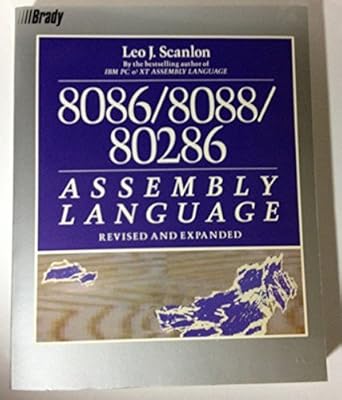 Brady
Leo J. Scanlon
By the bestselling author of
IBM PC & XT ASSEMBLY LANGUAGE
8086/8088/
80286
ASSEMBLY
LANGUAGE
REVISED AND EXPANDED